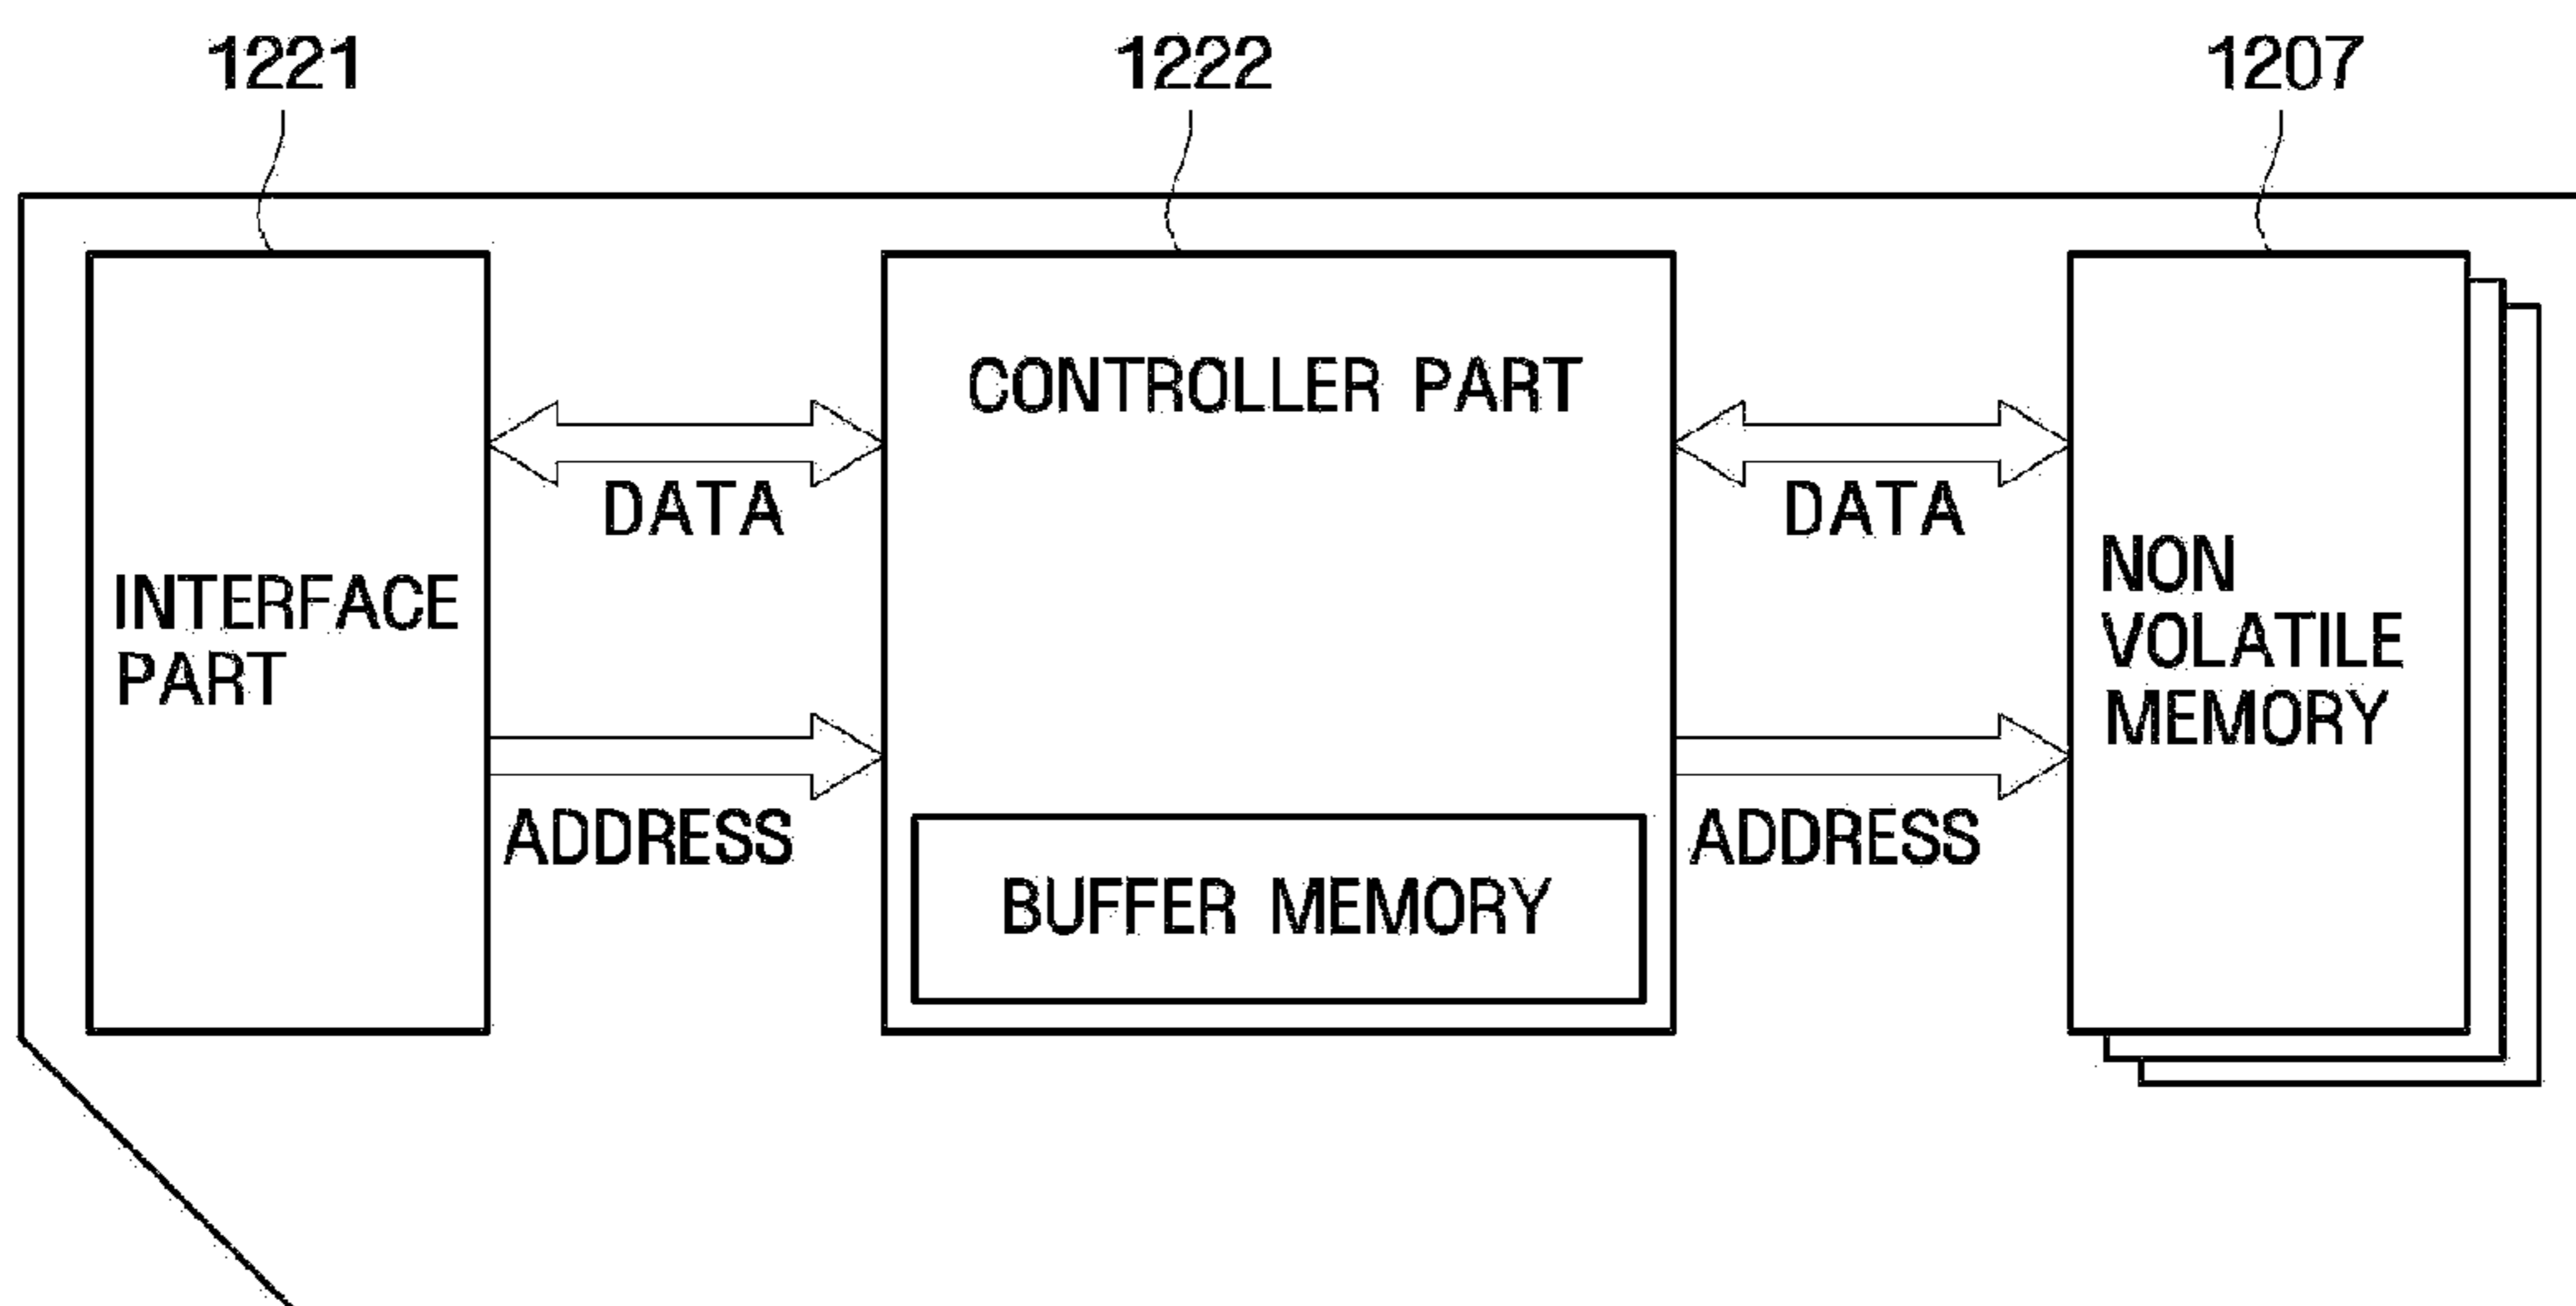 1221
1222
1207
CONTROLLER PART
DATA
DATA
INTERFACE
PART
NON
VOLATILE
MEMORY
ADDRESS
ADDRESS
BUFFER MEMORY